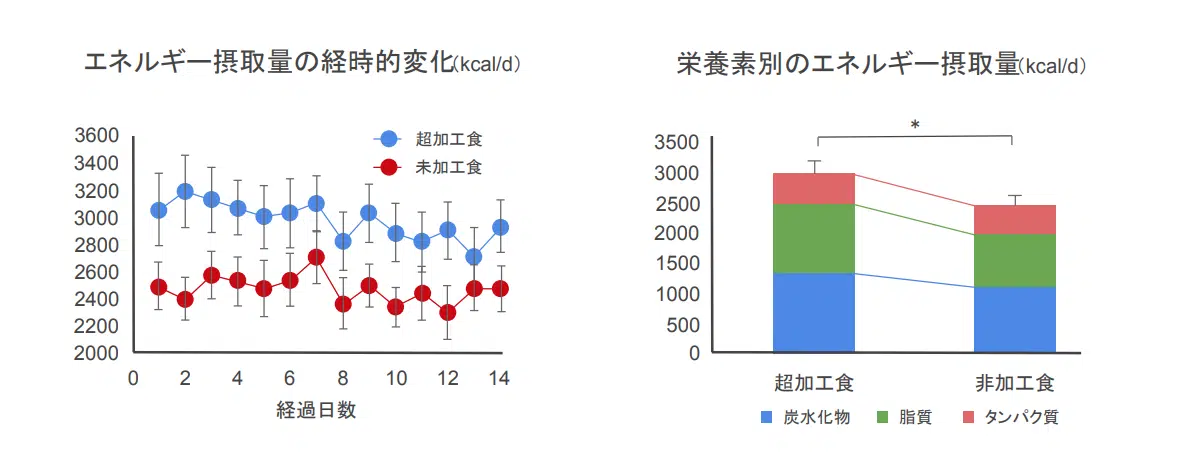 エネルギー摂取量の経時的変化(kcal/d)
3600
3400
3200
3000
2800
2600
2400
2200
2000
超加工食
未加工食
0 2 4 6 8 10 12 14
経過日数
栄養素別のエネルギー摂取量(kcal/d)
*
3500
3000
2500
2000
1500
1000
500
0
超加工食 非加工食
炭水化物 脂質 タンパク質